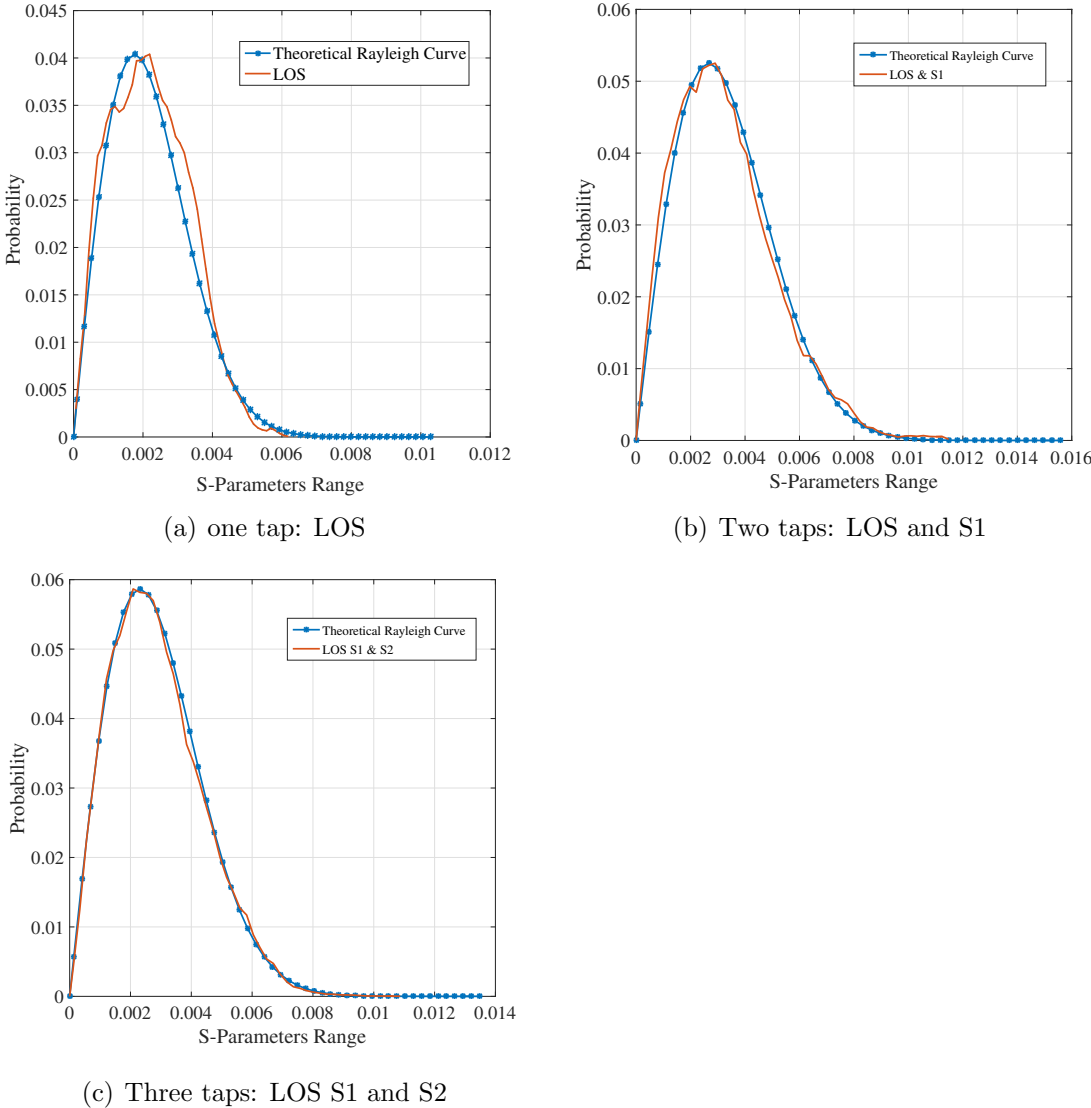 0.045
0.04
0.035
0.03
0.025
0.02
0.015
0.01
0.005
0
Probability
Theoretical Rayleigh Curve
LOS
0 0.002 0.004 0.006 0.008 0.01 0.012
S-Parameters Range
(a) one tap: LOS
0.06
0.05
0.04
0.03
0.02
0.01
0
Probability
Theoretical Rayleigh Curve
LOS & S1
0 0.002 0.004 0.006 0.008 0.01 0.012 0.014 0.016
S-Parameters Range
(b) Two taps: LOS and S1
0.06
0.05
0.04
0.03
0.02
0.01
0
Probability
Theoretical Rayleigh Curve
LOS S1 & S2
0 0.002 0.004 0.006 0.008 0.01 0.012 0.014
S-Parameters Range
(c) Three taps: LOS S1 and S2